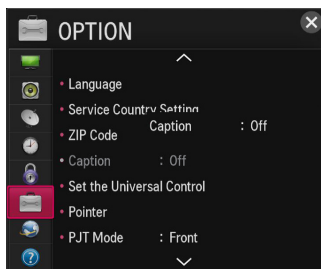 OPTION
Language
Service Country Setting
Caption : Off
ZIP Code
Caption : Off
Set the Universal Control
Pointer
PJT Mode : Front
?